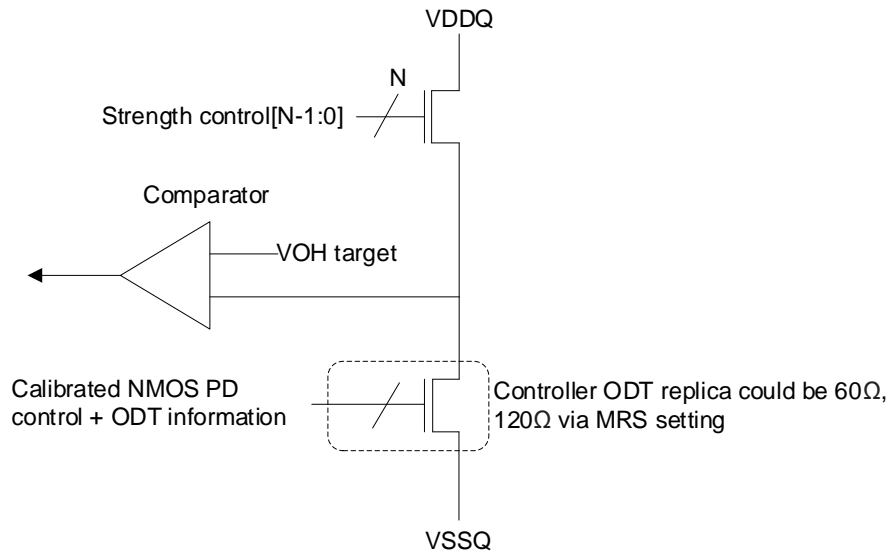 VDDQ
N
Strength control[N-1:0]
Comparator
VOH target
Calibrated NMOS PD
control + ODT information
Controller ODT replica could be 60Ω,
120Ω via MRS setting
VSSQ